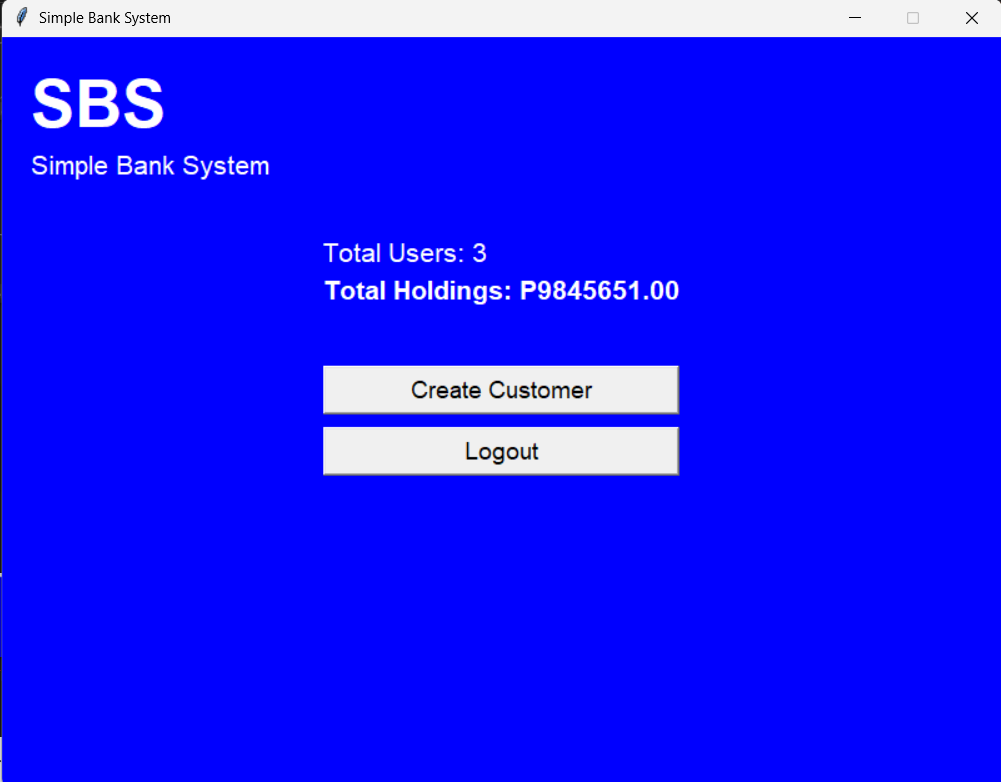 Simple Bank System
SBS
Simple Bank System
Total Users: 3
Total Holdings: P9845651.00
Create Customer
Logout